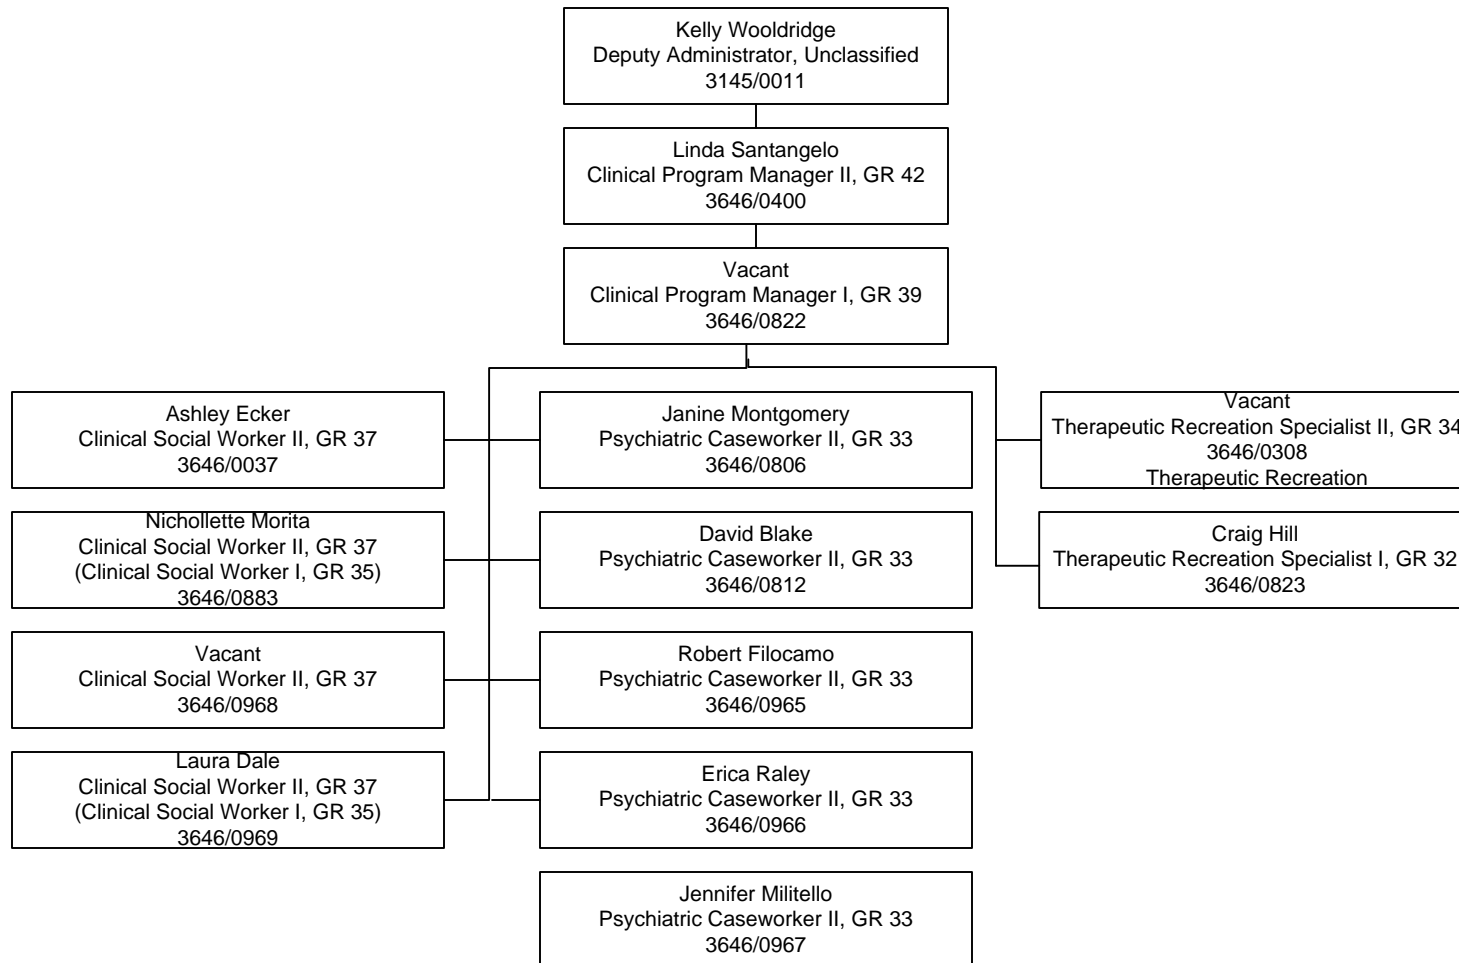 Kelly Wooldridge
Deputy Administrator, Unclassified
3145/0011
Linda Santangelo
Clinical Program Manager II, GR 42
3646/0400
Vacant
Clinical Program Manager I, GR 39
3646/0822
Ashley Ecker
Clinical Social Worker II, GR 37
3646/0037
Nichollette Morita
Clinical Social Worker II, GR 37
(Clinical Social Worker I, GR 35)
3646/0883
Vacant
Clinical Social Worker II, GR 37
3646/0968
Laura Dale
Clinical Social Worker II, GR 37
(Clinical Social Worker I, GR 35)
3646/0969
Janine Montgomery
Psychiatric Caseworker II, GR 33
3646/0806
David Blake
Psychiatric Caseworker II, GR 33
3646/0812
Robert Filocamo
Psychiatric Caseworker II, GR 33
3646/0965
Erica Raley
Psychiatric Caseworker II, GR 33
3646/0966
Jennifer Militello
Psychiatric Caseworker II, GR 33
3646/0967
Vacant
Therapeutic Recreation Specialist II, GR 34
3646/0308
Therapeutic Recreation
Craig Hill
Therapeutic Recreation Specialist I, GR 32
3646/0823